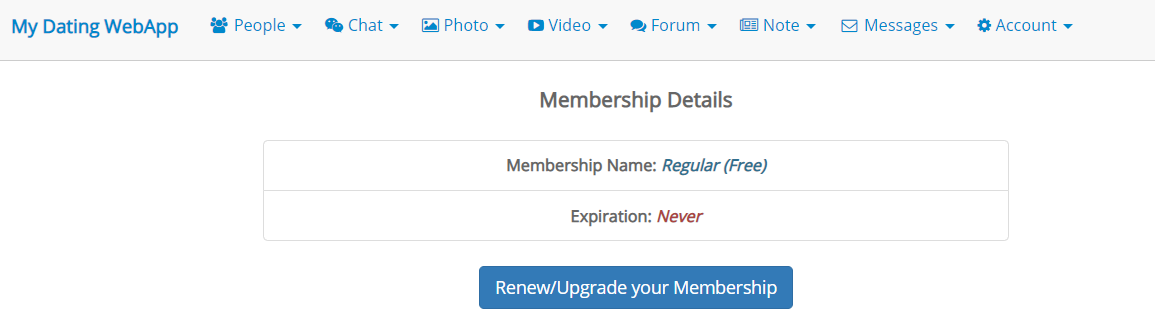 My Dating WebApp People Chat Photo Video Forum Note Messages Account
Membership Details
Membership Name: Regular (Free)
Expiration: Never
Renew/Upgrade your Membership